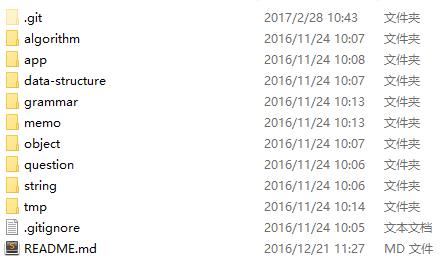 .git 2017/2/28 10:43 文件夹
algorithm 2016/11/24 10:07 文件夹
app 2016/11/24 10:08 文件夹
data-structure 2016/11/24 10:07 文件夹
grammar 2016/11/24 10:13 文件夹
memo 2016/11/24 10:13 文件夹
object 2016/11/24 10:07 文件夹
question 2016/11/24 10:06 文件夹
string 2016/11/24 10:06 文件夹
tmp 2016/11/24 10:14 文件夹
.gitignore 2016/11/24 10:05 文本文档
README.md 2016/12/21 11:27 MD 文件